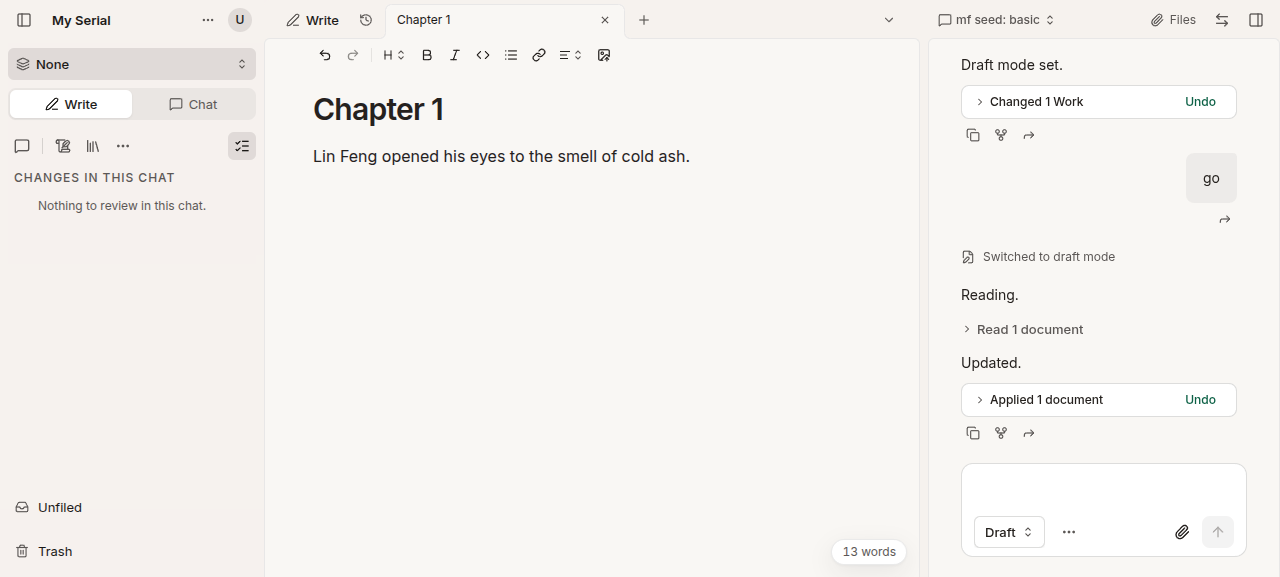 My Serial
U
None
Write
Chat
CHANGES IN THIS CHAT
Nothing to review in this chat.
Unfiled
Trash
Write
Chapter 1
H
B
I
Chapter 1
Lin Feng opened his eyes to the smell of cold ash.
13 words
mf seed: basic
Files
Draft mode set.
Changed 1 Work
Undo
go
Switched to draft mode
Reading.
Read 1 document
Updated.
Applied 1 document
Undo
Draft